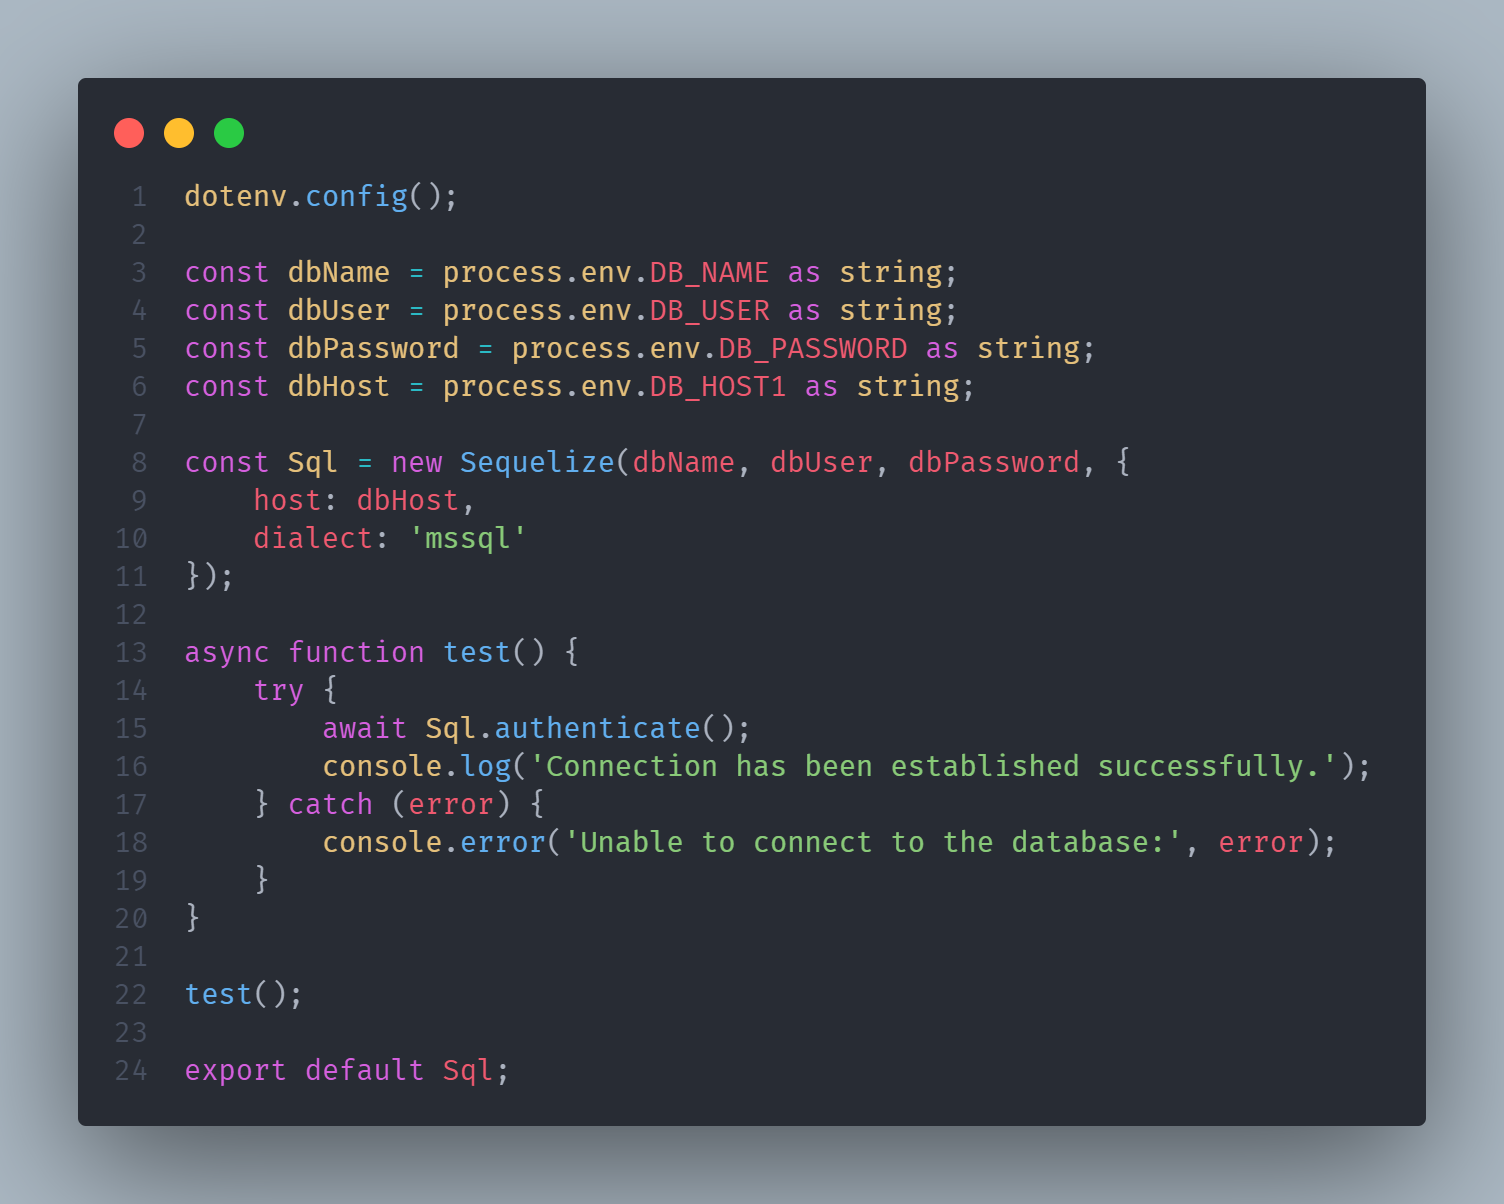 1 dotenv.config();
2
3 const dbName = process.env.DB_NAME as string;
4 const dbUser = process.env.DB_USER as string;
5 const dbPassword = process.env.DB_PASSWORD as string;
6 const dbHost = process.env.DB_HOST1 as string;
7
8 const Sql = new Sequelize(dbName, dbUser, dbPassword, {
9     host: dbHost,
10     dialect: 'mssql'
11 });
12
13 async function test() {
14     try {
15         await Sql.authenticate();
16         console.log('Connection has been established successfully.');
17     } catch (error) {
18         console.error('Unable to connect to the database:', error);
19     }
20 }
21
22 test();
23
24 export default Sql;